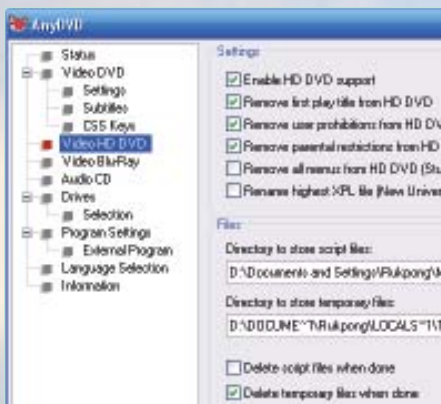 AnyDVD
Status
Video DVD
Settings
Subtitles
CSS Keys
Video HD DVD
Video BluRay
Audio CD
Drives
Selection
Program Settings
External Program
Language Selection
Information
Settings
Enable HD DVD support
Remove first play title from HD DVD
Remove user prohibitions from HD DV
Remove parental restrictions from HD
Remove all menus from HD DVD (Stu
Rename highest XPL file (New Univer
Files
Directory to store script files:
D:\Documents and Settings\Rukpong\M
Directory to store temporary files:
D:\DOCUME~1\Rukpong\LOCALS~1\T
Delete script files when done
Delete temporary files when done